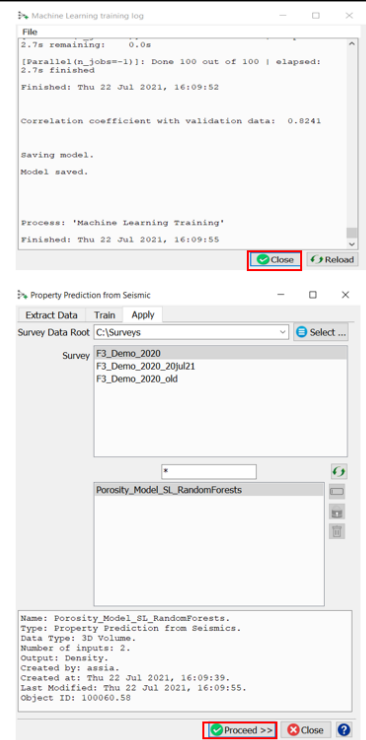 Machine Learning training log
File
2.7s remaining:    0.0s
[Parallel(n_jobs=-1)]: Done 100 out of 100 | elapsed:
2.7s finished
Finished: Thu 22 Jul 2021, 16:09:52
Correlation coefficient with validation data:  0.8241
Saving model.
Model saved.
Process: 'Machine Learning Training'
Finished: Thu 22 Jul 2021, 16:09:55
Close Reload
Property Prediction from Seismic
Extract Data Train Apply
Survey Data Root C:\Surveys Select ...
Survey F3_Demo_2020
F3_Demo_2020_20jul21
F3_Demo_2020_old
*
Porosity_Model_SL_RandomForests
Name: Porosity_Model_SL_RandomForests.
Type: Property Prediction from Seismics.
Data Type: 3D Volume.
Number of inputs: 2.
Output: Density.
Created by: assia.
Created at: Thu 22 Jul 2021, 16:09:39.
Last Modified: Thu 22 Jul 2021, 16:09:55.
Object ID: 100060.58
Proceed >> Close ?